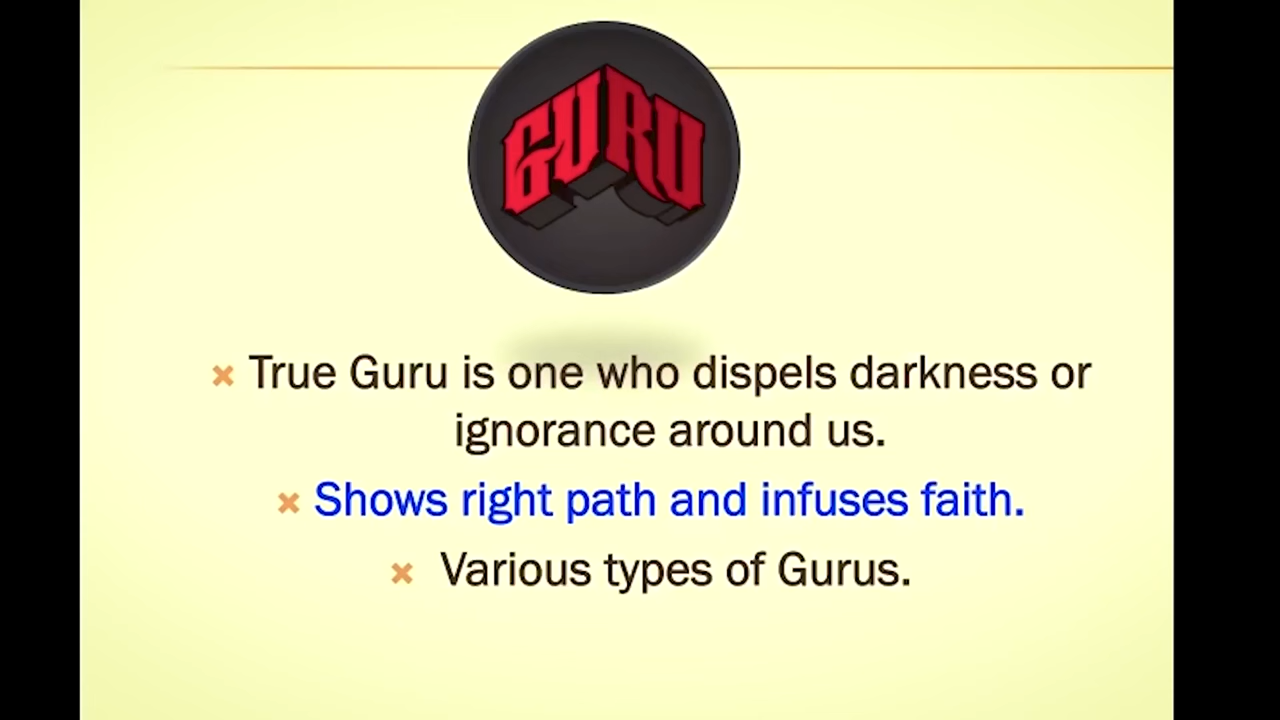 GURU
True Guru is one who dispels darkness or
ignorance around us.
Shows right path and infuses faith.
Various types of Gurus.